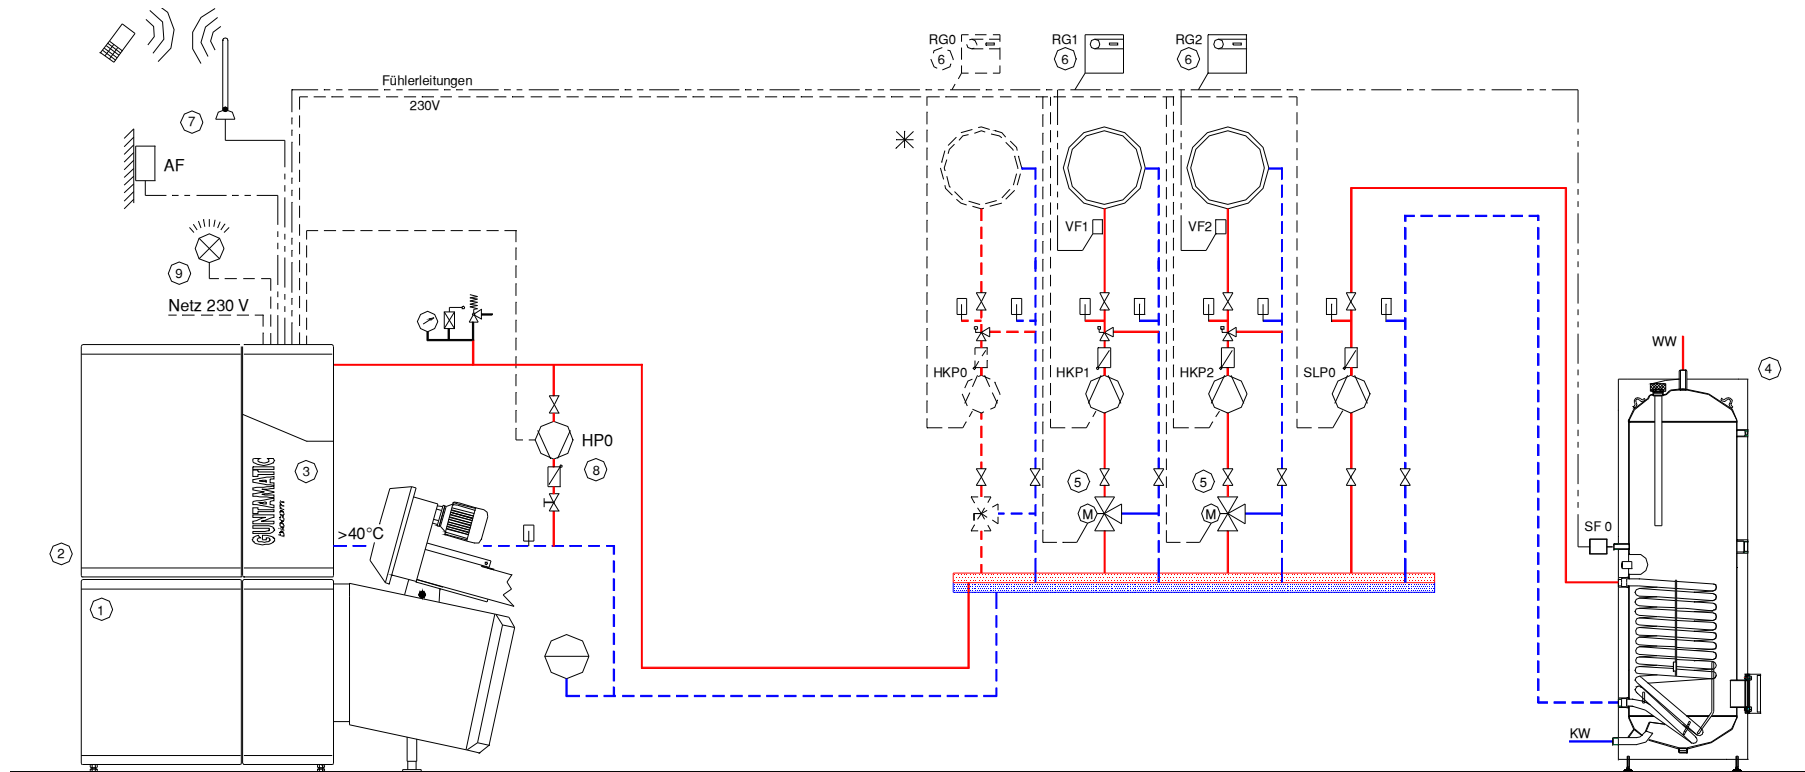 RG0
RG1
RG2
6
6
6
Fühlerleitungen
230V
7
AF
9
Netz 230 V
VF1
VF2
HKP0
HKP1
HKP2
SLP0
WW
4
HP0
8
3
GUNTAMATIC
biocom
>40°C
5
5
M
M
SF 0
2
1
KW